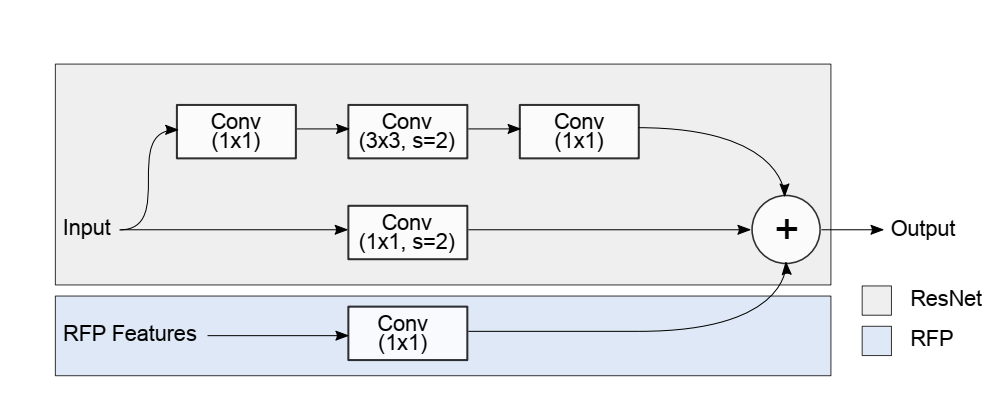 Conv
(1x1)
Conv
(3x3, s=2)
Conv
(1x1)
Input
Conv
(1x1, s=2)
+
Output
RFP Features
Conv
(1x1)
ResNet
RFP